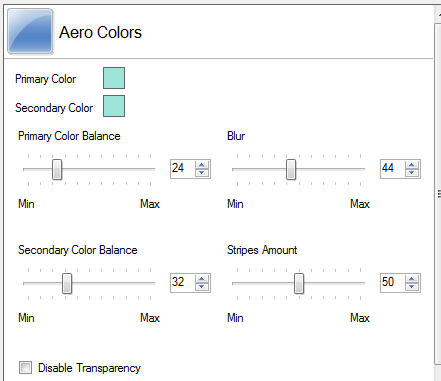 Aero Colors
Primary Color
Secondary Color
Primary Color Balance
Blur
24
44
Min Max
Min Max
Secondary Color Balance
Stripes Amount
32
50
Min Max
Min Max
Disable Transparency